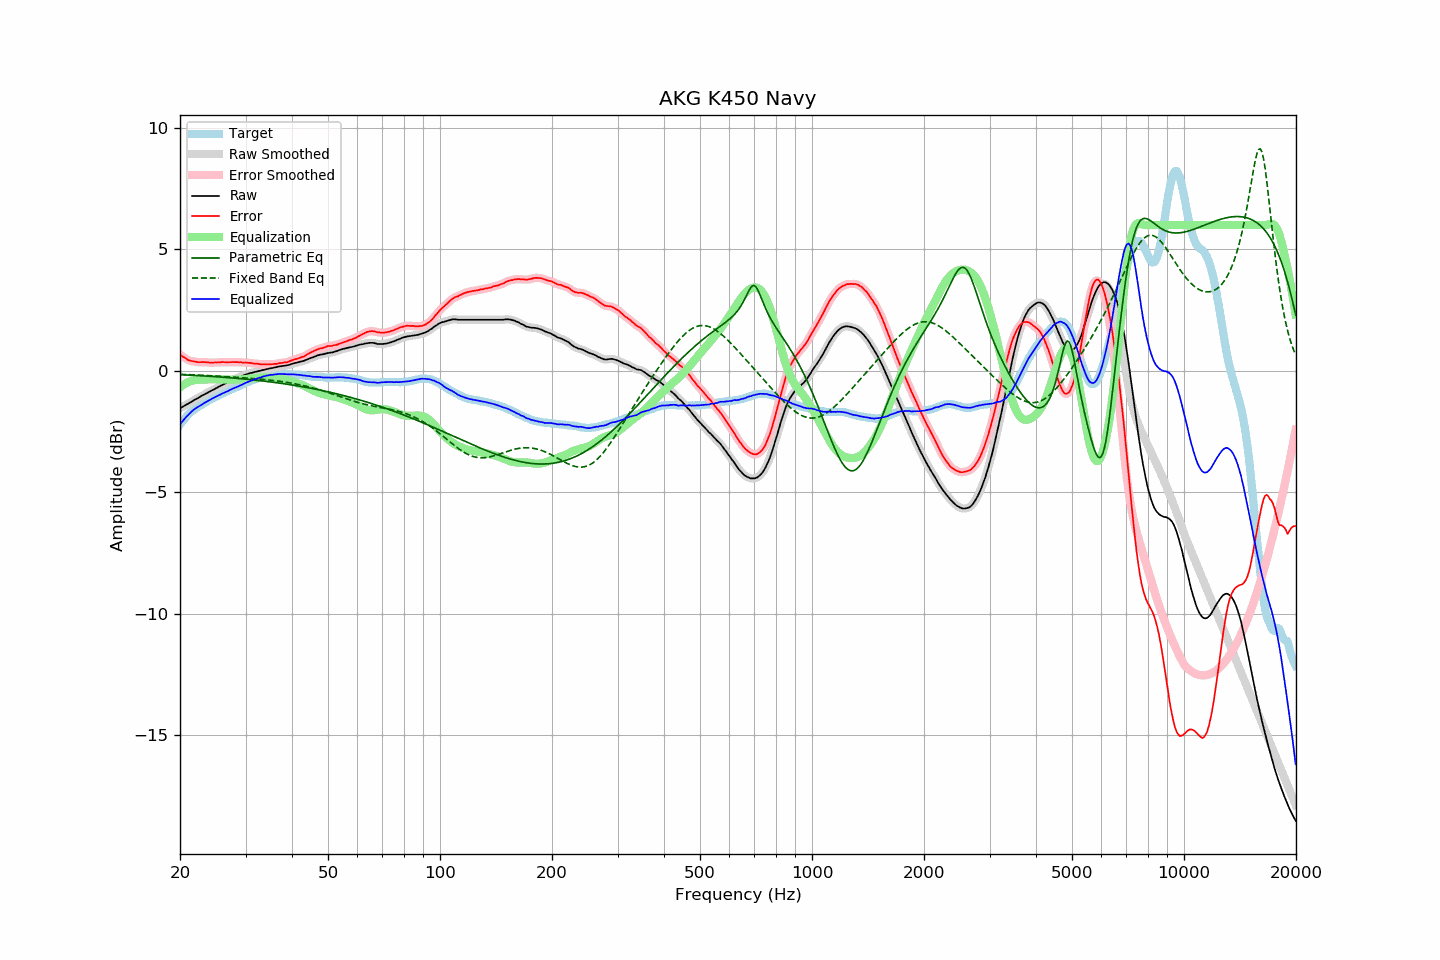 AKG K450 Navy
Target
Raw Smoothed
Error Smoothed
Raw
Error
Equalization
Parametric Eq
Fixed Band Eq
Equalized
Amplitude (dBr)
10
5
0
−5
−10
−15
20 50 100 200 500 1000 2000 5000 10000 20000
Frequency (Hz)